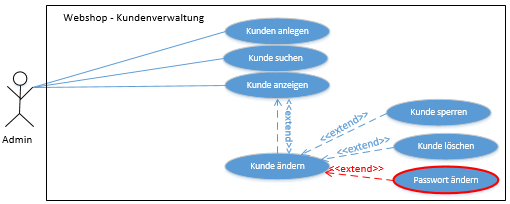 Webshop - Kundenverwaltung
Kunden anlegen
Kunde suchen
Kunde anzeigen
<<extend>>
<<extend>>
Kunde sperren
<<extend>>
Kunde löschen
Admin
Kunde ändern
<<extend>>
Passwort ändern